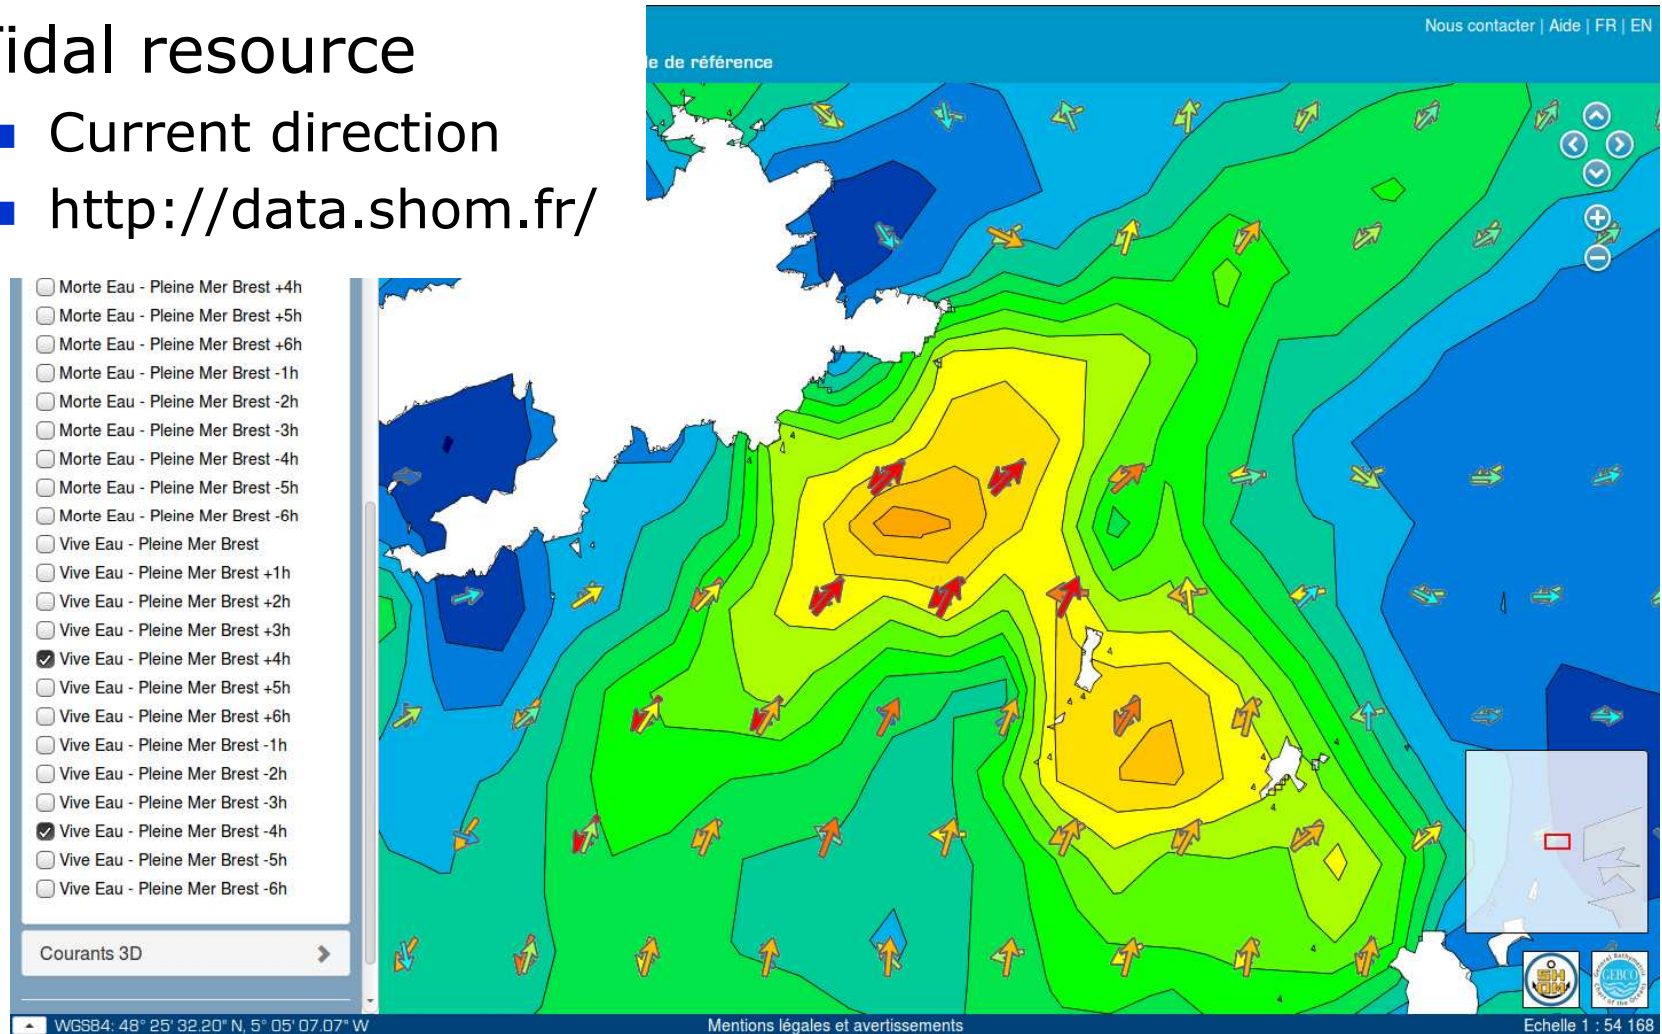 idal resource
Current direction
http://data.shom.fr/
Nous contacter | Aide | FR | EN
le de référence
Morte Eau - Pleine Mer Brest +4h
Morte Eau - Pleine Mer Brest +5h
Morte Eau - Pleine Mer Brest +6h
Morte Eau - Pleine Mer Brest -1h
Morte Eau - Pleine Mer Brest -2h
Morte Eau - Pleine Mer Brest -3h
Morte Eau - Pleine Mer Brest -4h
Morte Eau - Pleine Mer Brest -5h
Morte Eau - Pleine Mer Brest -6h
Vive Eau - Pleine Mer Brest
Vive Eau - Pleine Mer Brest +1h
Vive Eau - Pleine Mer Brest +2h
Vive Eau - Pleine Mer Brest +3h
Vive Eau - Pleine Mer Brest +4h
Vive Eau - Pleine Mer Brest +5h
Vive Eau - Pleine Mer Brest +6h
Vive Eau - Pleine Mer Brest -1h
Vive Eau - Pleine Mer Brest -2h
Vive Eau - Pleine Mer Brest -3h
Vive Eau - Pleine Mer Brest -4h
Vive Eau - Pleine Mer Brest -5h
Vive Eau - Pleine Mer Brest -6h
Courants 3D
SHOM
GEBCO
WGS84: 48° 25' 32.20" N, 5° 05' 07.07" W
Mentions légales et avertissements
Echelle 1 : 54 168